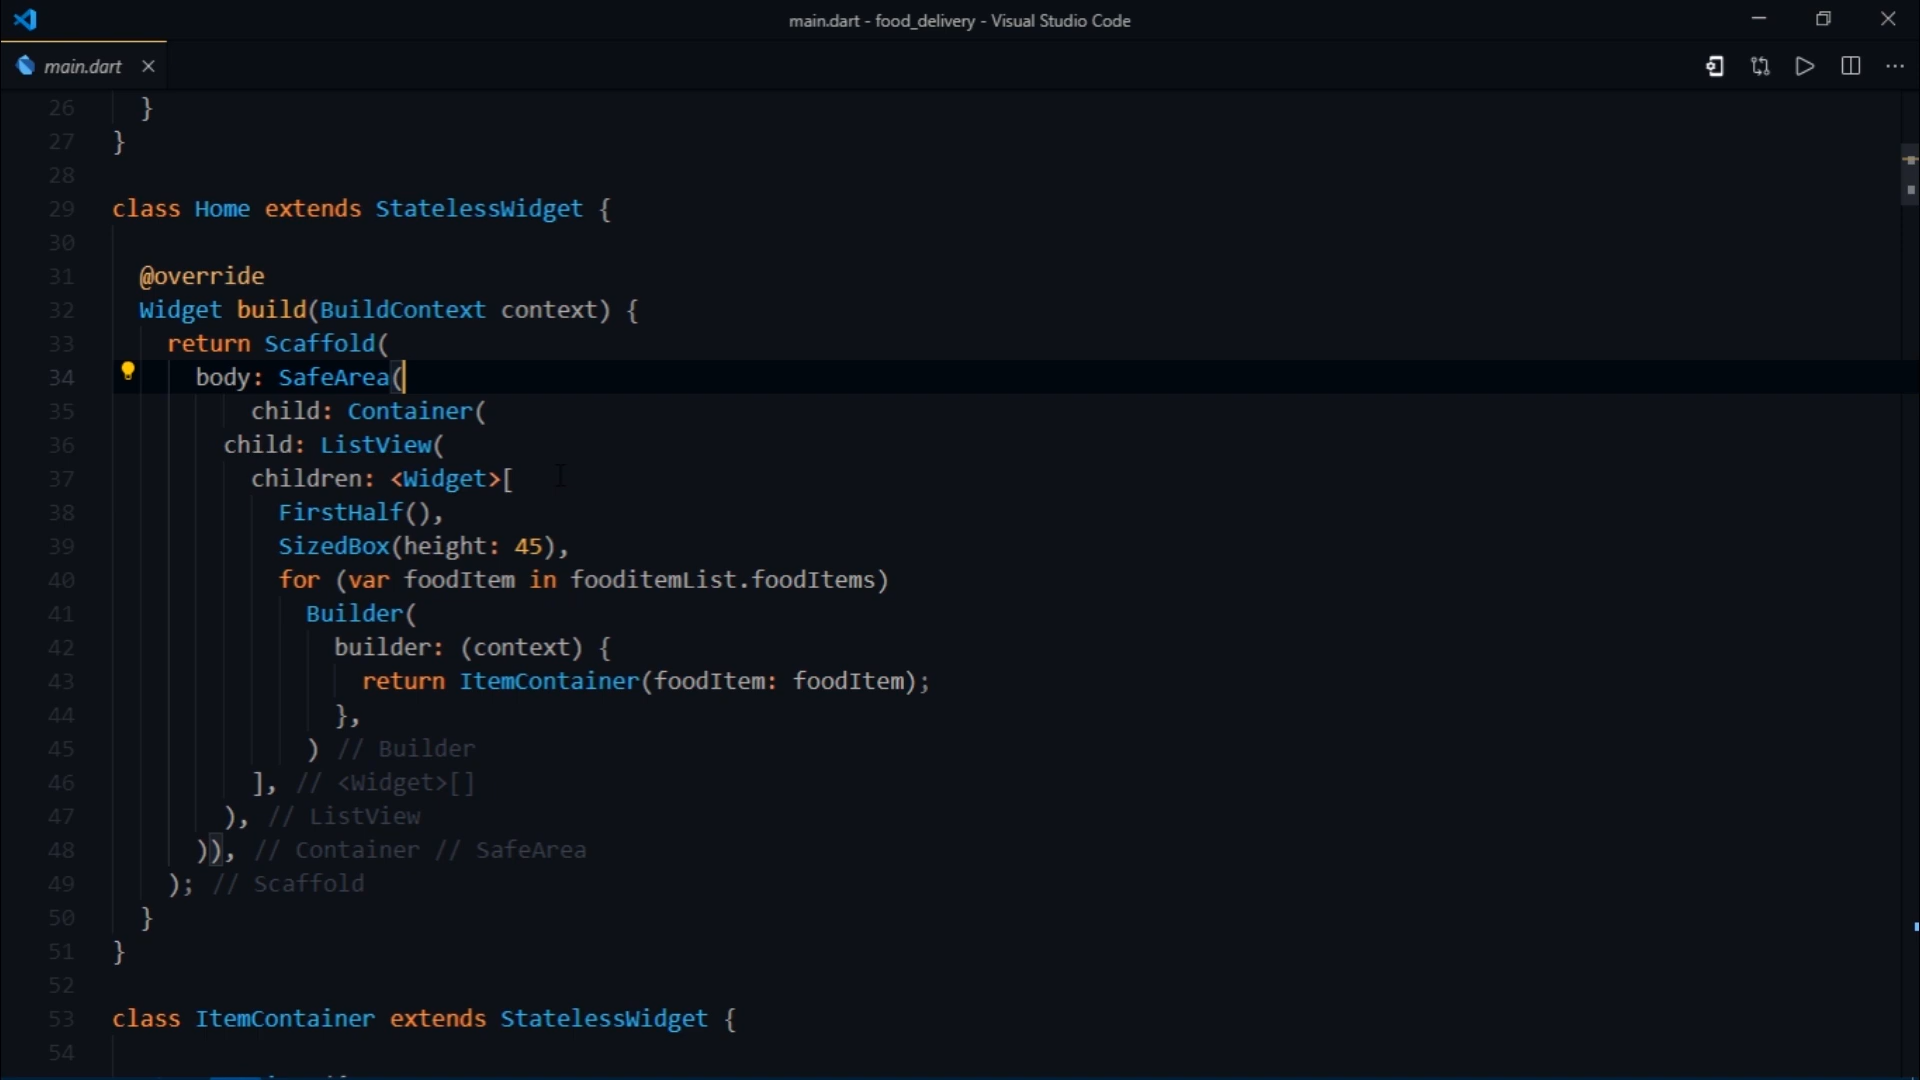 main.dart - food_delivery - Visual Studio Code
main.dart
26     }
27 }
28
29 class Home extends StatelessWidget {
30
31   @override
32   Widget build(BuildContext context) {
33     return Scaffold(
34       body: SafeArea(
35           child: Container(
36         child: ListView(
37           children: <Widget>[
38             FirstHalf(),
39             SizedBox(height: 45),
40             for (var foodItem in fooditemList.foodItems)
41               Builder(
42                 builder: (context) {
43                   return ItemContainer(foodItem: foodItem);
44                 },
45               ) // Builder
46           ], // <Widget>[]
47         ), // ListView
48       )), // Container // SafeArea
49     ); // Scaffold
50   }
51 }
52
53 class ItemContainer extends StatelessWidget {
54